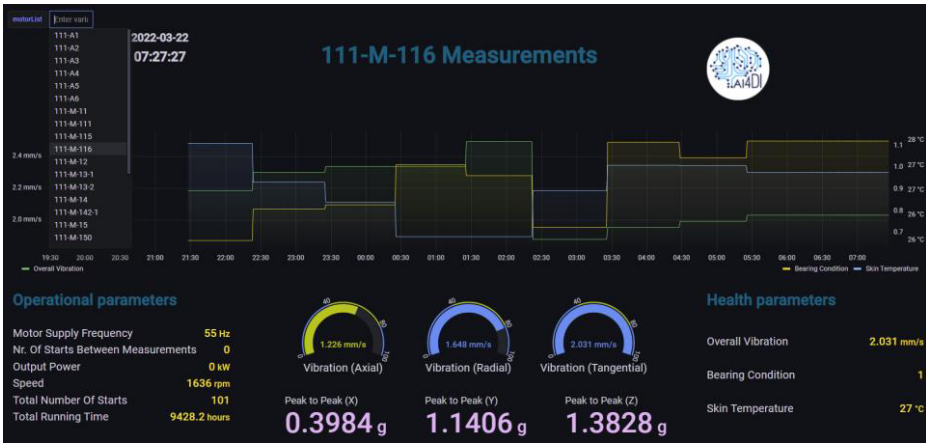 motorList Enter vari
111-A1
111-A2
111-A3
111-A4
111-A5
111-A6
111-M-11
111-M-111
111-M-115
111-M-116
111-M-12
111-M-13-1
111-M-13-2
111-M-14
111-M-142-1
111-M-15
111-M-150
2022-03-22
07:27:27
111-M-116 Measurements
AI4DI
2.4 mm/s
2.2 mm/s
2.0 mm/s
1.1 28 °C
1.0 27 °C
0.9 27 °C
0.8 26 °C
0.7 26 °C
19:30 20:00 20:30 21:00 21:30 22:00 22:30 23:00 23:30 00:00 00:30 01:00 01:30 02:00 02:30 03:00 03:30 04:00 04:30 05:00 05:30 06:00 06:30 07:00
Overall Vibration Bearing Condition Skin Temperature
Operational parameters
Motor Supply Frequency 55 Hz
Nr. Of Starts Between Measurements 0
Output Power 0 kW
Speed 1636 rpm
Total Number Of Starts 101
Total Running Time 9428.2 hours
0 40 80 100
1.226 mm/s
Vibration (Axial)
0 40 80 100
1.648 mm/s
Vibration (Radial)
0 40 80 100
2.031 mm/s
Vibration (Tangential)
Peak to Peak (X)
0.3984 g
Peak to Peak (Y)
1.1406 g
Peak to Peak (Z)
1.3828 g
Health parameters
Overall Vibration 2.031 mm/s
Bearing Condition 1
Skin Temperature 27 °C